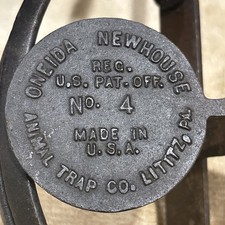 ONEIDA NEWHOUSE
REG.
U.S. PAT. OFF.
No. 4
MADE IN
U.S.A.
ANIMAL TRAP CO. LITITZ, PA.